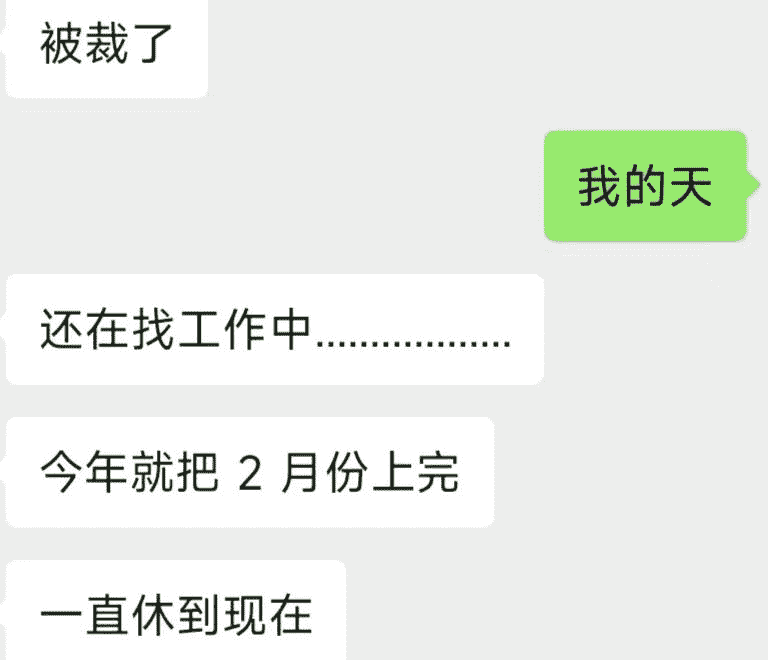 被裁了
我的天
还在找工作中..................
今年就把 2 月份上完
一直休到现在